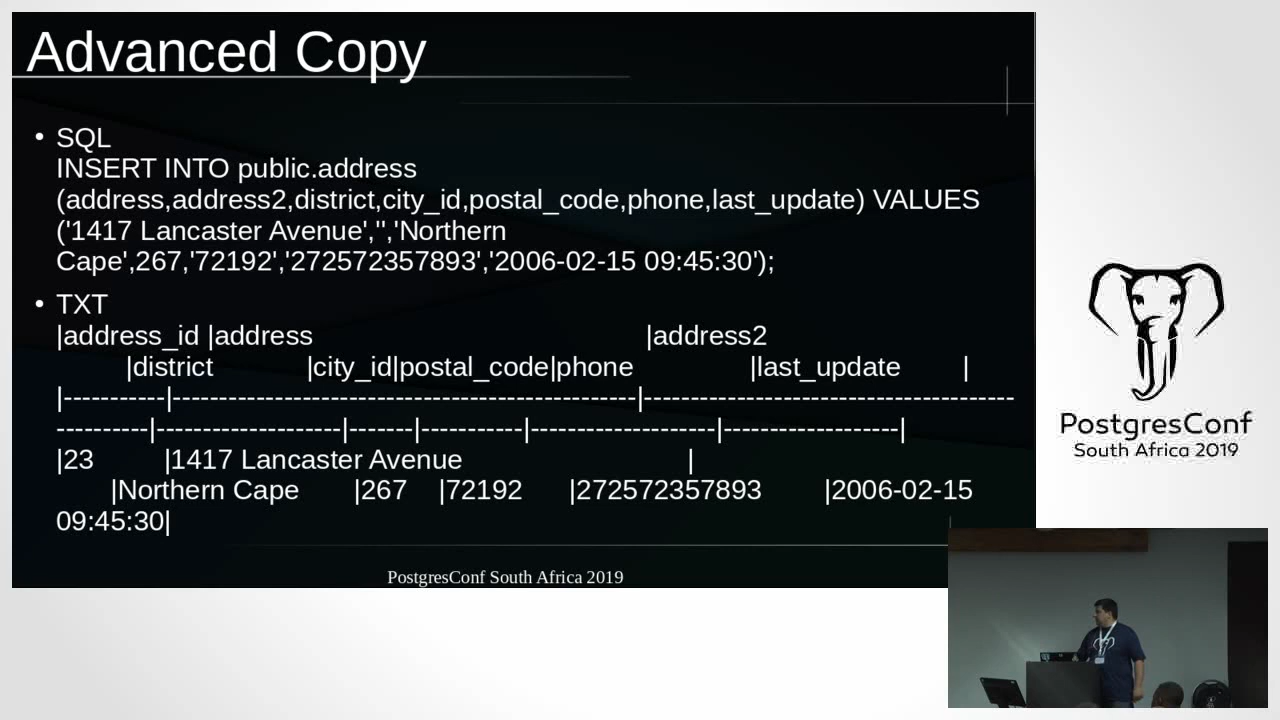 Advanced Copy
• SQL
INSERT INTO public.address
(address,address2,district,city_id,postal_code,phone,last_update) VALUES
('1417 Lancaster Avenue','','Northern
Cape',267,'72192','272572357893','2006-02-15 09:45:30');
• TXT
|address_id |address |address2
|district |city_id|postal_code|phone |last_update |
|-----------|--------------------------------------------------|----------------------------------------
----------|--------------------|-------|-----------|--------------------|-------------------|
|23 |1417 Lancaster Avenue |
|Northern Cape |267 |72192 |272572357893 |2006-02-15
09:45:30|
PostgresConf South Africa 2019
PostgresConf
South Africa 2019